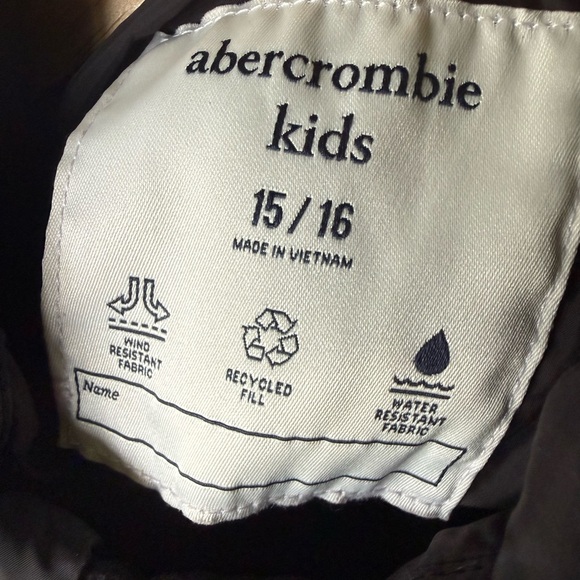 abercrombie
kids
15 / 16
MADE IN VIETNAM
WIND
RESISTANT
FABRIC
RECYCLED
FILL
WATER
RESISTANT
FABRIC
Name